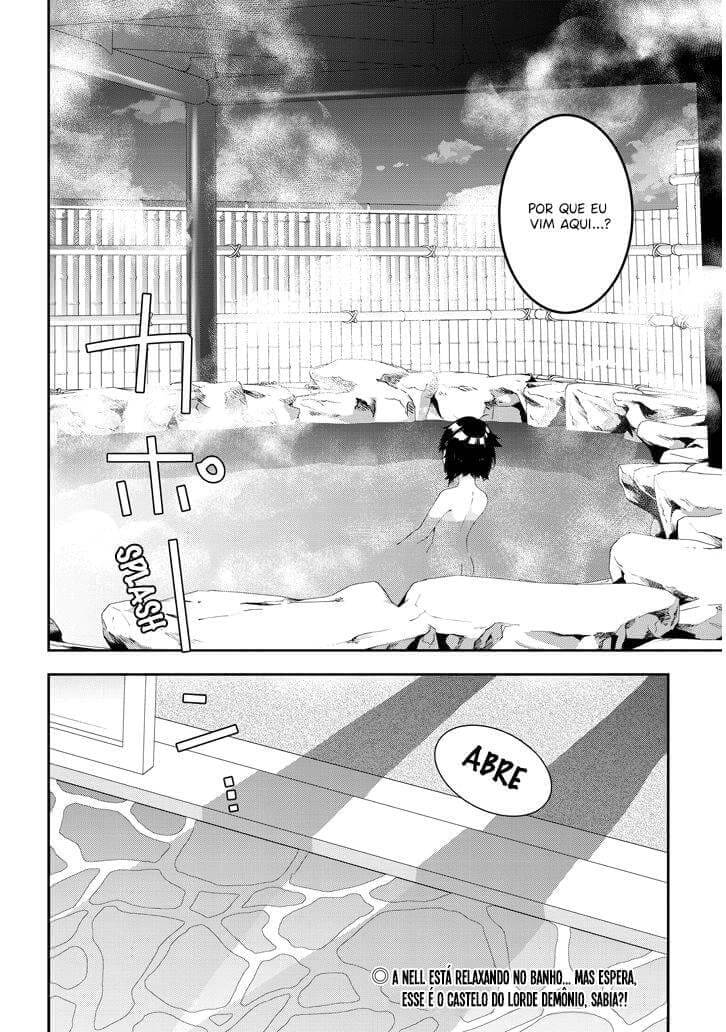 POR QUE EU
VIM AQUI...?
カポーン
SPLASH
ABRE
◎ A NELL ESTÁ RELAXANDO NO BANHO... MAS ESPERA,
ESSE É O CASTELO DO LORDE DEMÔNIO, SABIA?!